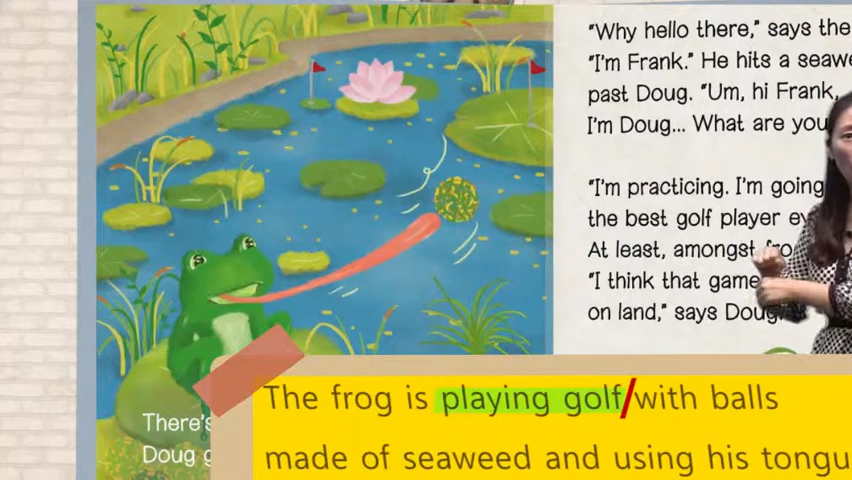 "Why hello there," says the
"I'm Frank." He hits a
past Doug. "Um, hi Frank,
I'm Doug... What are you
"I'm practicing. I'm going
the best golf player
At least, amongst
"I think that game
on land," says Doug.
There's
Doug
The frog is playing golf/with balls
made of seaweed and using his